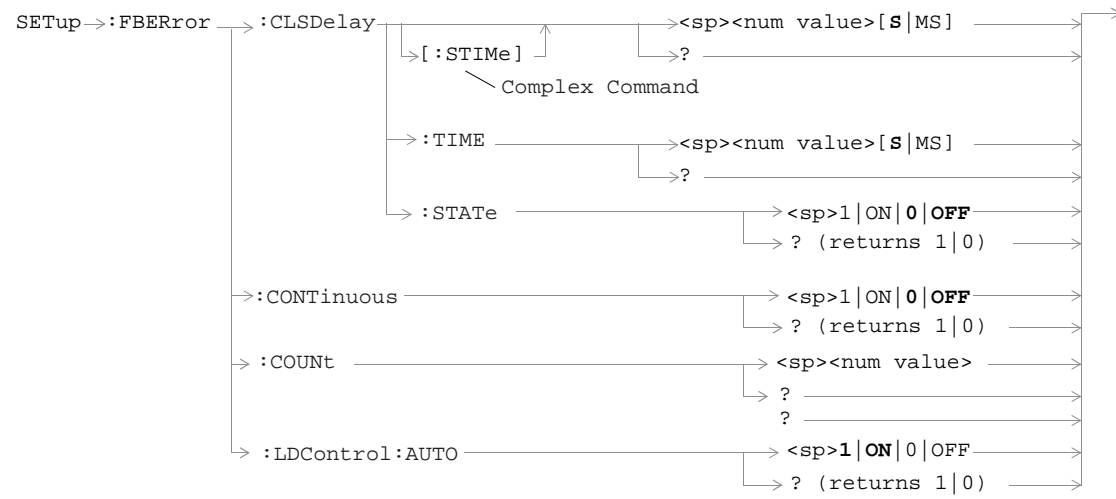 SETup :FBERror :CLSDelay <sp><num value>[S|MS]
[:STIMe] ?
Complex Command
:TIME <sp><num value>[S|MS]
?
:STATe <sp>1|ON|0|OFF
? (returns 1|0)
:CONTinuous <sp>1|ON|0|OFF
? (returns 1|0)
:COUNt <sp><num value>
?
?
:LDControl:AUTO <sp>1|ON|0|OFF
? (returns 1|0)